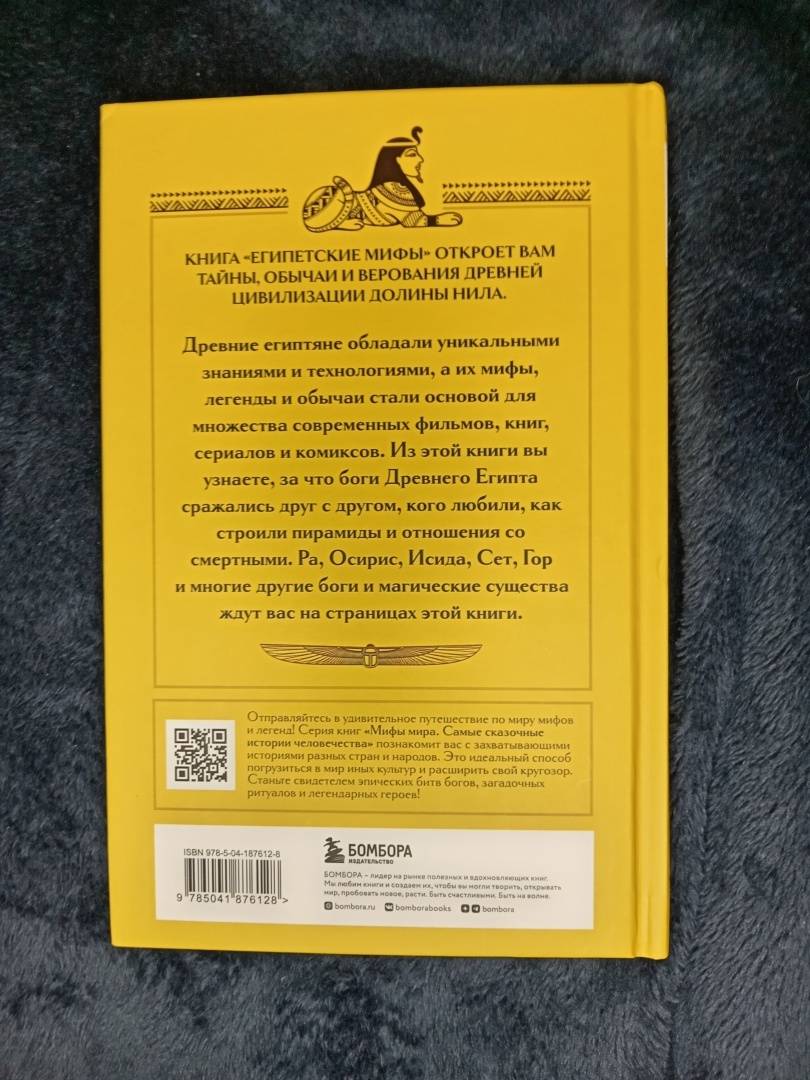 КНИГА «ЕГИПЕТСКИЕ МИФЫ» ОТКРОЕТ ВАМ
ТАЙНЫ, ОБЫЧАИ И ВЕРОВАНИЯ ДРЕВНЕЙ
ЦИВИЛИЗАЦИИ ДОЛИНЫ НИЛА.
Древние египтяне обладали уникальными
знаниями и технологиями, а их мифы,
легенды и обычаи стали основой для
множества современных фильмов, книг,
сериалов и комиксов. Из этой книги вы
узнаете, за что боги Древнего Египта
сражались друг с другом, кого любили, как
строили пирамиды и отношения со
смертными. Ра, Осирис, Исида, Сет, Гор
и многие другие боги и магические существа
ждут вас на страницах этой книги.
Отправляйтесь в удивительное путешествие по миру мифов
и легенд! Серия книг «Мифы мира. Самые сказочные
истории человечества» познакомит вас с захватывающими
историями разных стран и народов. Это идеальный способ
погрузиться в мир иных культур и расширить свой кругозор.
Станьте свидетелем эпических битв богов, загадочных
ритуалов и легендарных героев!
ISBN 978-5-04-187612-8
9 785041 876128 >
БОМБОРА
ИЗДАТЕЛЬСТВО
БОМБОРА – лидер на рынке полезных и вдохновляющих книг.
Мы любим книги и создаем их, чтобы вы могли творить, открывать
мир, пробовать новое, расти. Быть счастливыми. Быть на волне.
bombora.ru bomborabooks bombora